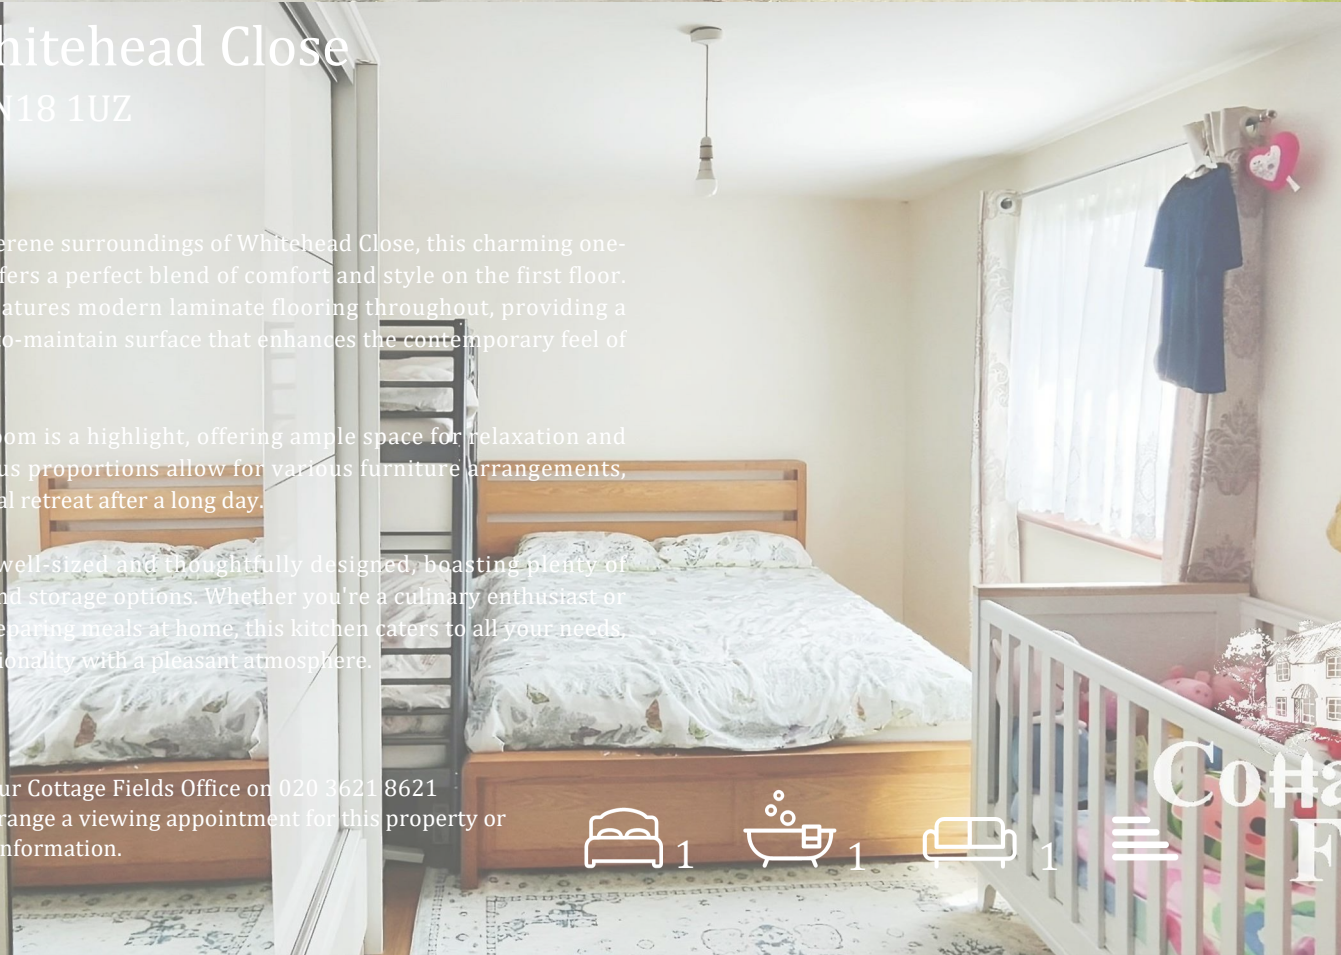 hitehead Close
N18 1UZ
erene surroundings of Whitehead Close, this charming one-
fers a perfect blend of comfort and style on the first floor.
atures modern laminate flooring throughout, providing a
to-maintain surface that enhances the contemporary feel of
oom is a highlight, offering ample space for relaxation and
us proportions allow for various furniture arrangements,
al retreat after a long day.
well-sized and thoughtfully designed, boasting plenty of
nd storage options. Whether you're a culinary enthusiast or
eparing meals at home, this kitchen caters to all your needs,
ionality with a pleasant atmosphere.
ur Cottage Fields Office on 020 3621 8621
range a viewing appointment for this property or
nformation.
1
1
1
Cotta
F